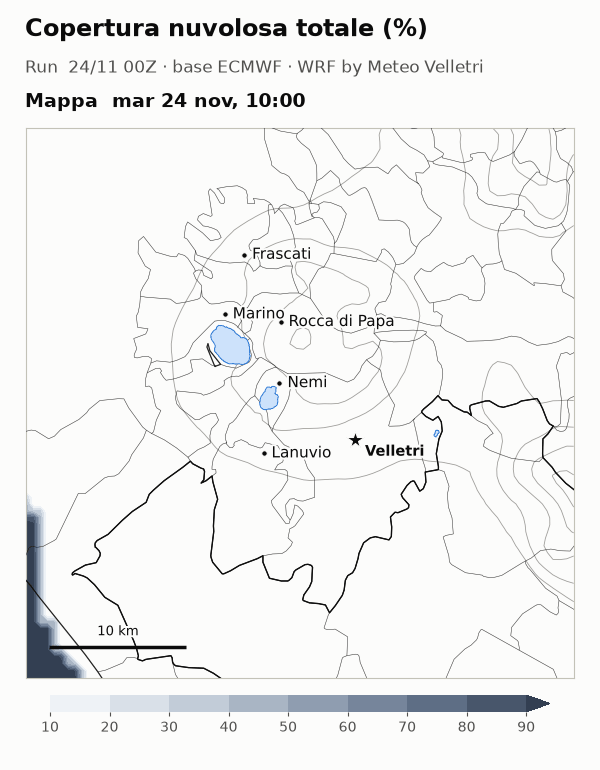 Copertura nuvolosa totale (%)
Run  24/11 00Z · base ECMWF · WRF by Meteo Velletri
Mappa  mar 24 nov, 10:00
Frascati
Marino
Rocca di Papa
Nemi
Velletri
Lanuvio
10 km
10 20 30 40 50 60 70 80 90